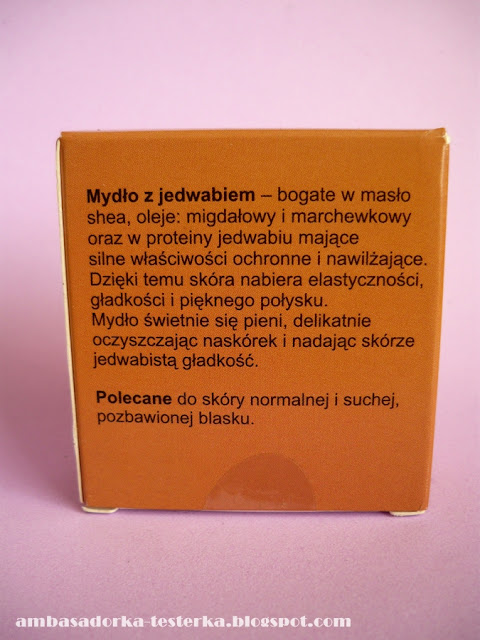 Mydło z jedwabiem – bogate w masło
shea, oleje: migdałowy i marchewkowy
oraz w proteiny jedwabiu mające
silne właściwości ochronne i nawilżające.
Dzięki temu skóra nabiera elastyczności,
gładkości i pięknego połysku.
Mydło świetnie się pieni, delikatnie
oczyszczając naskórek i nadając skórze
jedwabistą gładkość.
Polecane do skóry normalnej i suchej,
pozbawionej blasku.
ambasadorka-testerka.blogspot.com